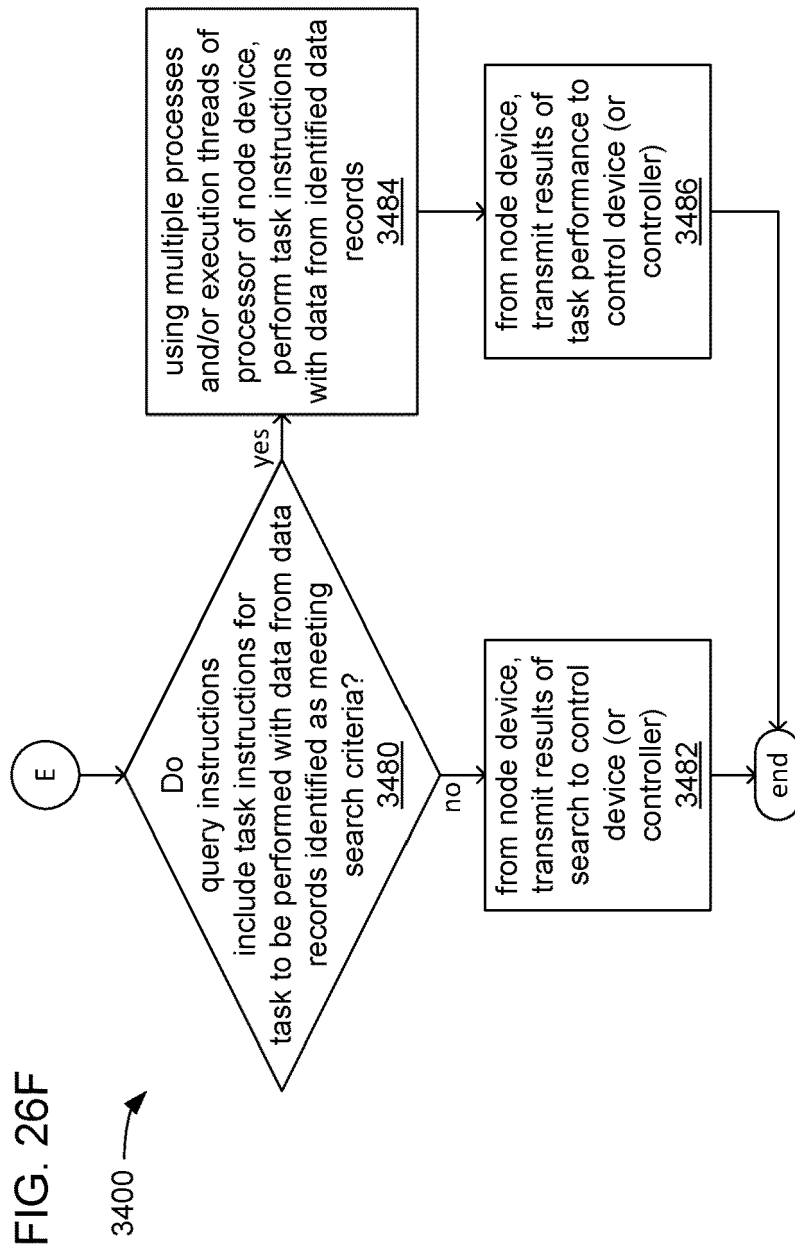 FIG. 26F
3400
E
Do
query instructions
include task instructions for
task to be performed with data from data
records identified as meeting
search criteria?
3480
yes
no
using multiple processes
and/or execution threads of
processor of node device,
perform task instructions
with data from identified data
records
3484
from node device,
transmit results of
search to control
device (or
controller)
3482
from node device,
transmit results of
task performance to
control device (or
controller)
3486
end